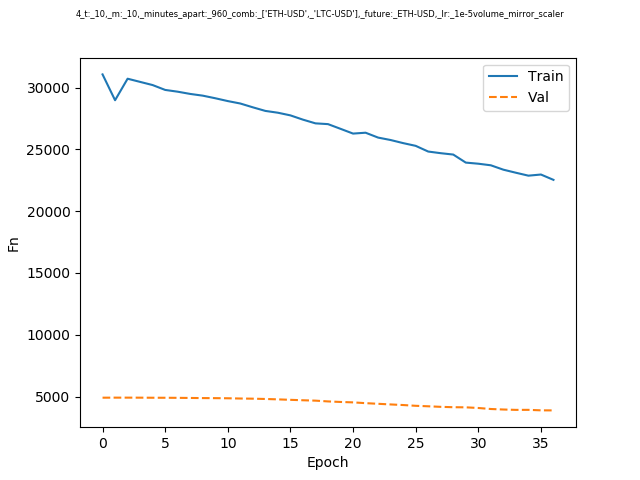 4_t:_10,_m:_10,_minutes_apart:_960_comb:_['ETH-USD',_'LTC-USD'],_future:_ETH-USD,_lr:_1e-5volume_mirror_scaler
Train
Val
30000
25000
20000
15000
10000
5000
Fn
0 5 10 15 20 25 30 35
Epoch